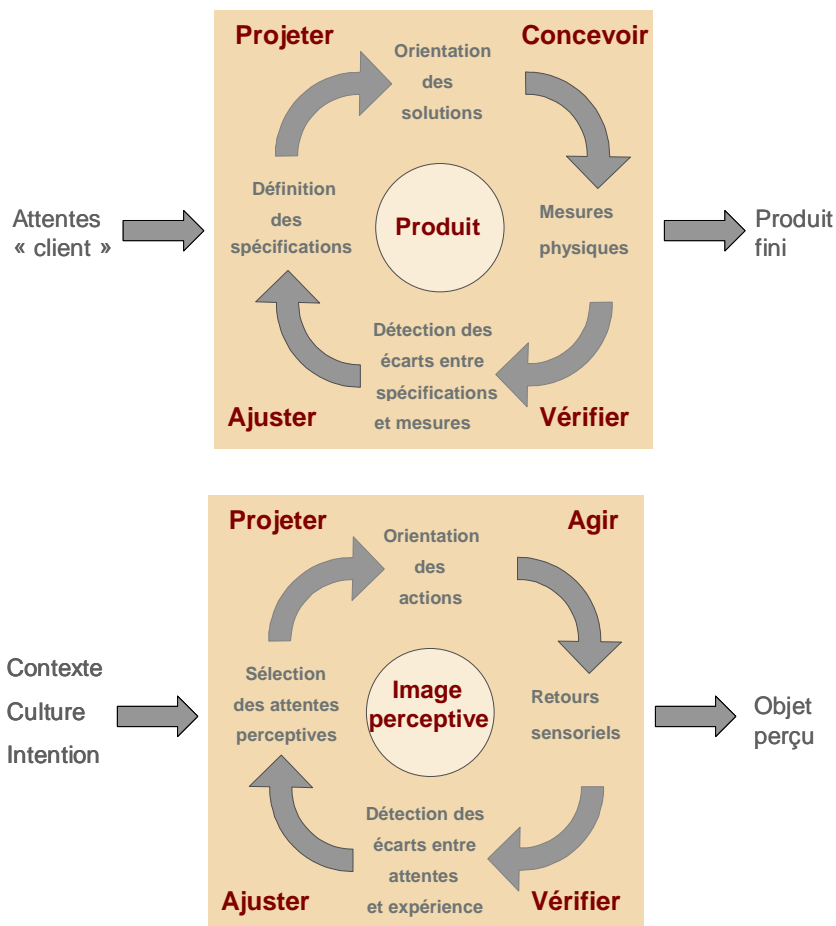 Projeter
Concevoir
Orientation
des
solutions
Définition
des
spécifications
Produit
Mesures
physiques
Attentes
« client »
Produit
fini
Détection des
écarts entre
spécifications
et mesures
Ajuster
Vérifier
Projeter
Agir
Orientation
des
actions
Contexte
Culture
Intention
Sélection
des attentes
perceptives
Image
perceptive
Retours
sensoriels
Objet
perçu
Détection des
écarts entre
attentes
et expérience
Ajuster
Vérifier